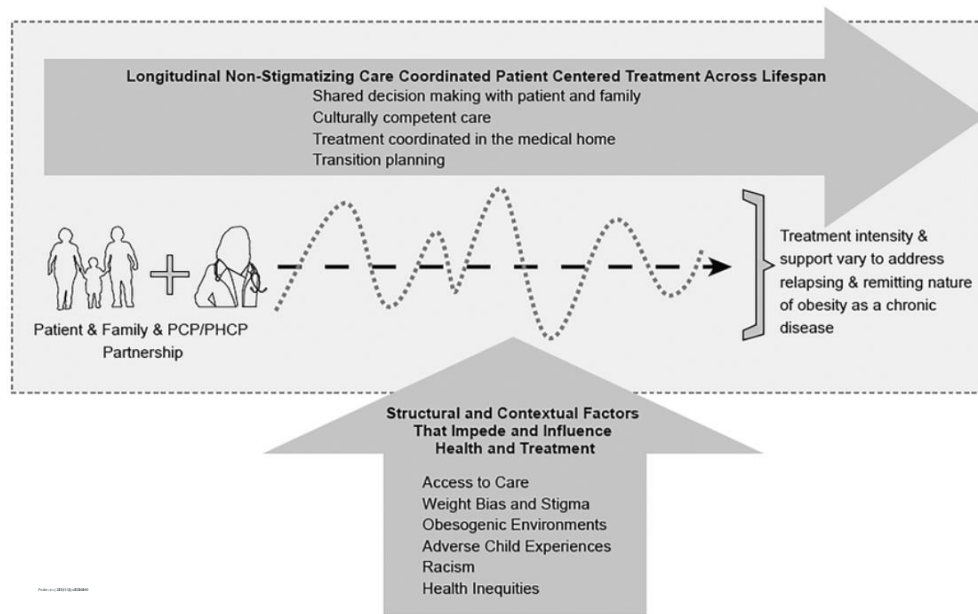 Longitudinal Non-Stigmatizing Care Coordinated Patient Centered Treatment Across Lifespan
Shared decision making with patient and family
Culturally competent care
Treatment coordinated in the medical home
Transition planning
Patient & Family & PCP/PHCP
Partnership
Treatment intensity &
support vary to address
relapsing & remitting nature
of obesity as a chronic
disease
Structural and Contextual Factors
That Impede and Influence
Health and Treatment
Access to Care
Weight Bias and Stigma
Obesogenic Environments
Adverse Child Experiences
Racism
Health Inequities